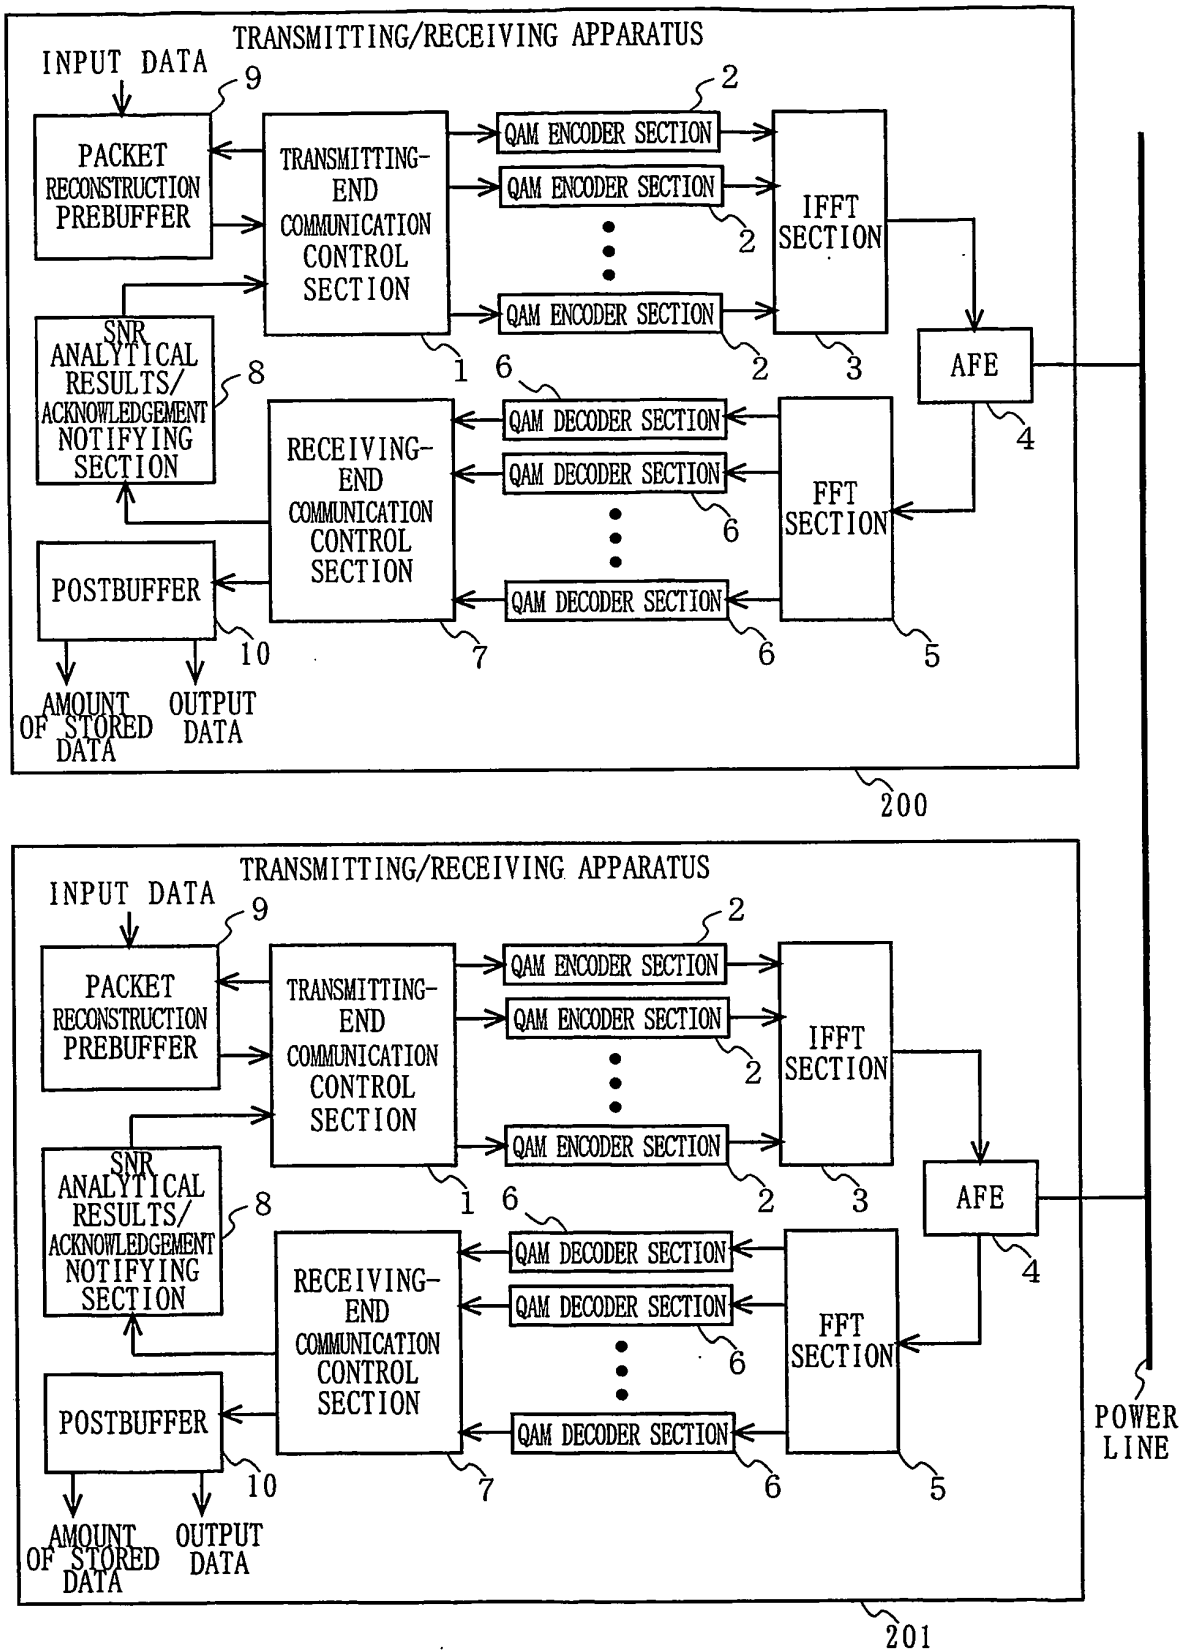 TRANSMITTING/RECEIVING APPARATUS
INPUT DATA
9
PACKET
RECONSTRUCTION
PREBUFFER
TRANSMITTING-
END
COMMUNICATION
CONTROL
SECTION
1
2
QAM ENCODER SECTION
QAM ENCODER SECTION
2
QAM ENCODER SECTION
2
IFFT
SECTION
3
AFE
4
SNR
ANALYTICAL
RESULTS/
ACKNOWLEDGEMENT
NOTIFYING
SECTION
8
RECEIVING-
END
COMMUNICATION
CONTROL
SECTION
7
6
QAM DECODER SECTION
QAM DECODER SECTION
6
QAM DECODER SECTION
6
FFT
SECTION
5
POSTBUFFER
10
AMOUNT
OF STORED
DATA
OUTPUT
DATA
200
TRANSMITTING/RECEIVING APPARATUS
INPUT DATA
9
PACKET
RECONSTRUCTION
PREBUFFER
TRANSMITTING-
END
COMMUNICATION
CONTROL
SECTION
1
2
QAM ENCODER SECTION
QAM ENCODER SECTION
2
QAM ENCODER SECTION
2
IFFT
SECTION
3
AFE
4
SNR
ANALYTICAL
RESULTS/
ACKNOWLEDGEMENT
NOTIFYING
SECTION
8
RECEIVING-
END
COMMUNICATION
CONTROL
SECTION
7
6
QAM DECODER SECTION
QAM DECODER SECTION
6
QAM DECODER SECTION
6
FFT
SECTION
5
POSTBUFFER
10
AMOUNT
OF STORED
DATA
OUTPUT
DATA
POWER
LINE
201